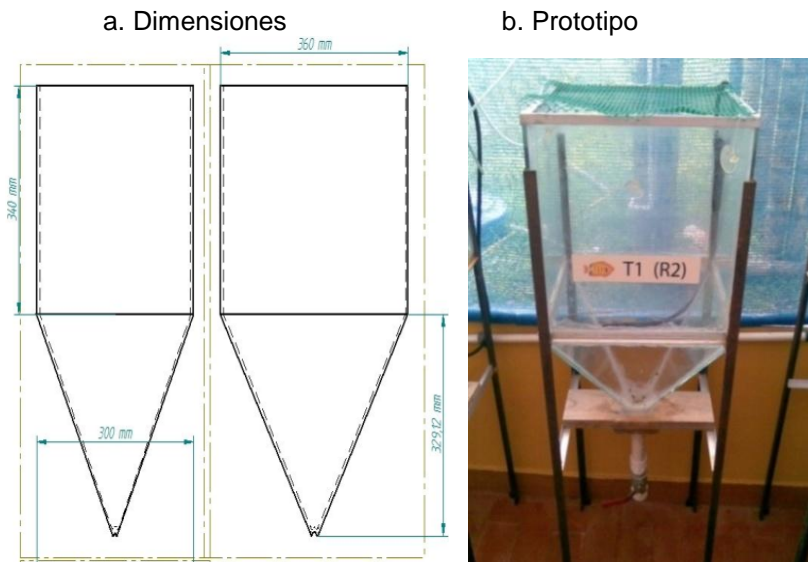 a. Dimensiones
b. Prototipo
360 mm
340 mm
300 mm
329,12 mm
T1 (R2)